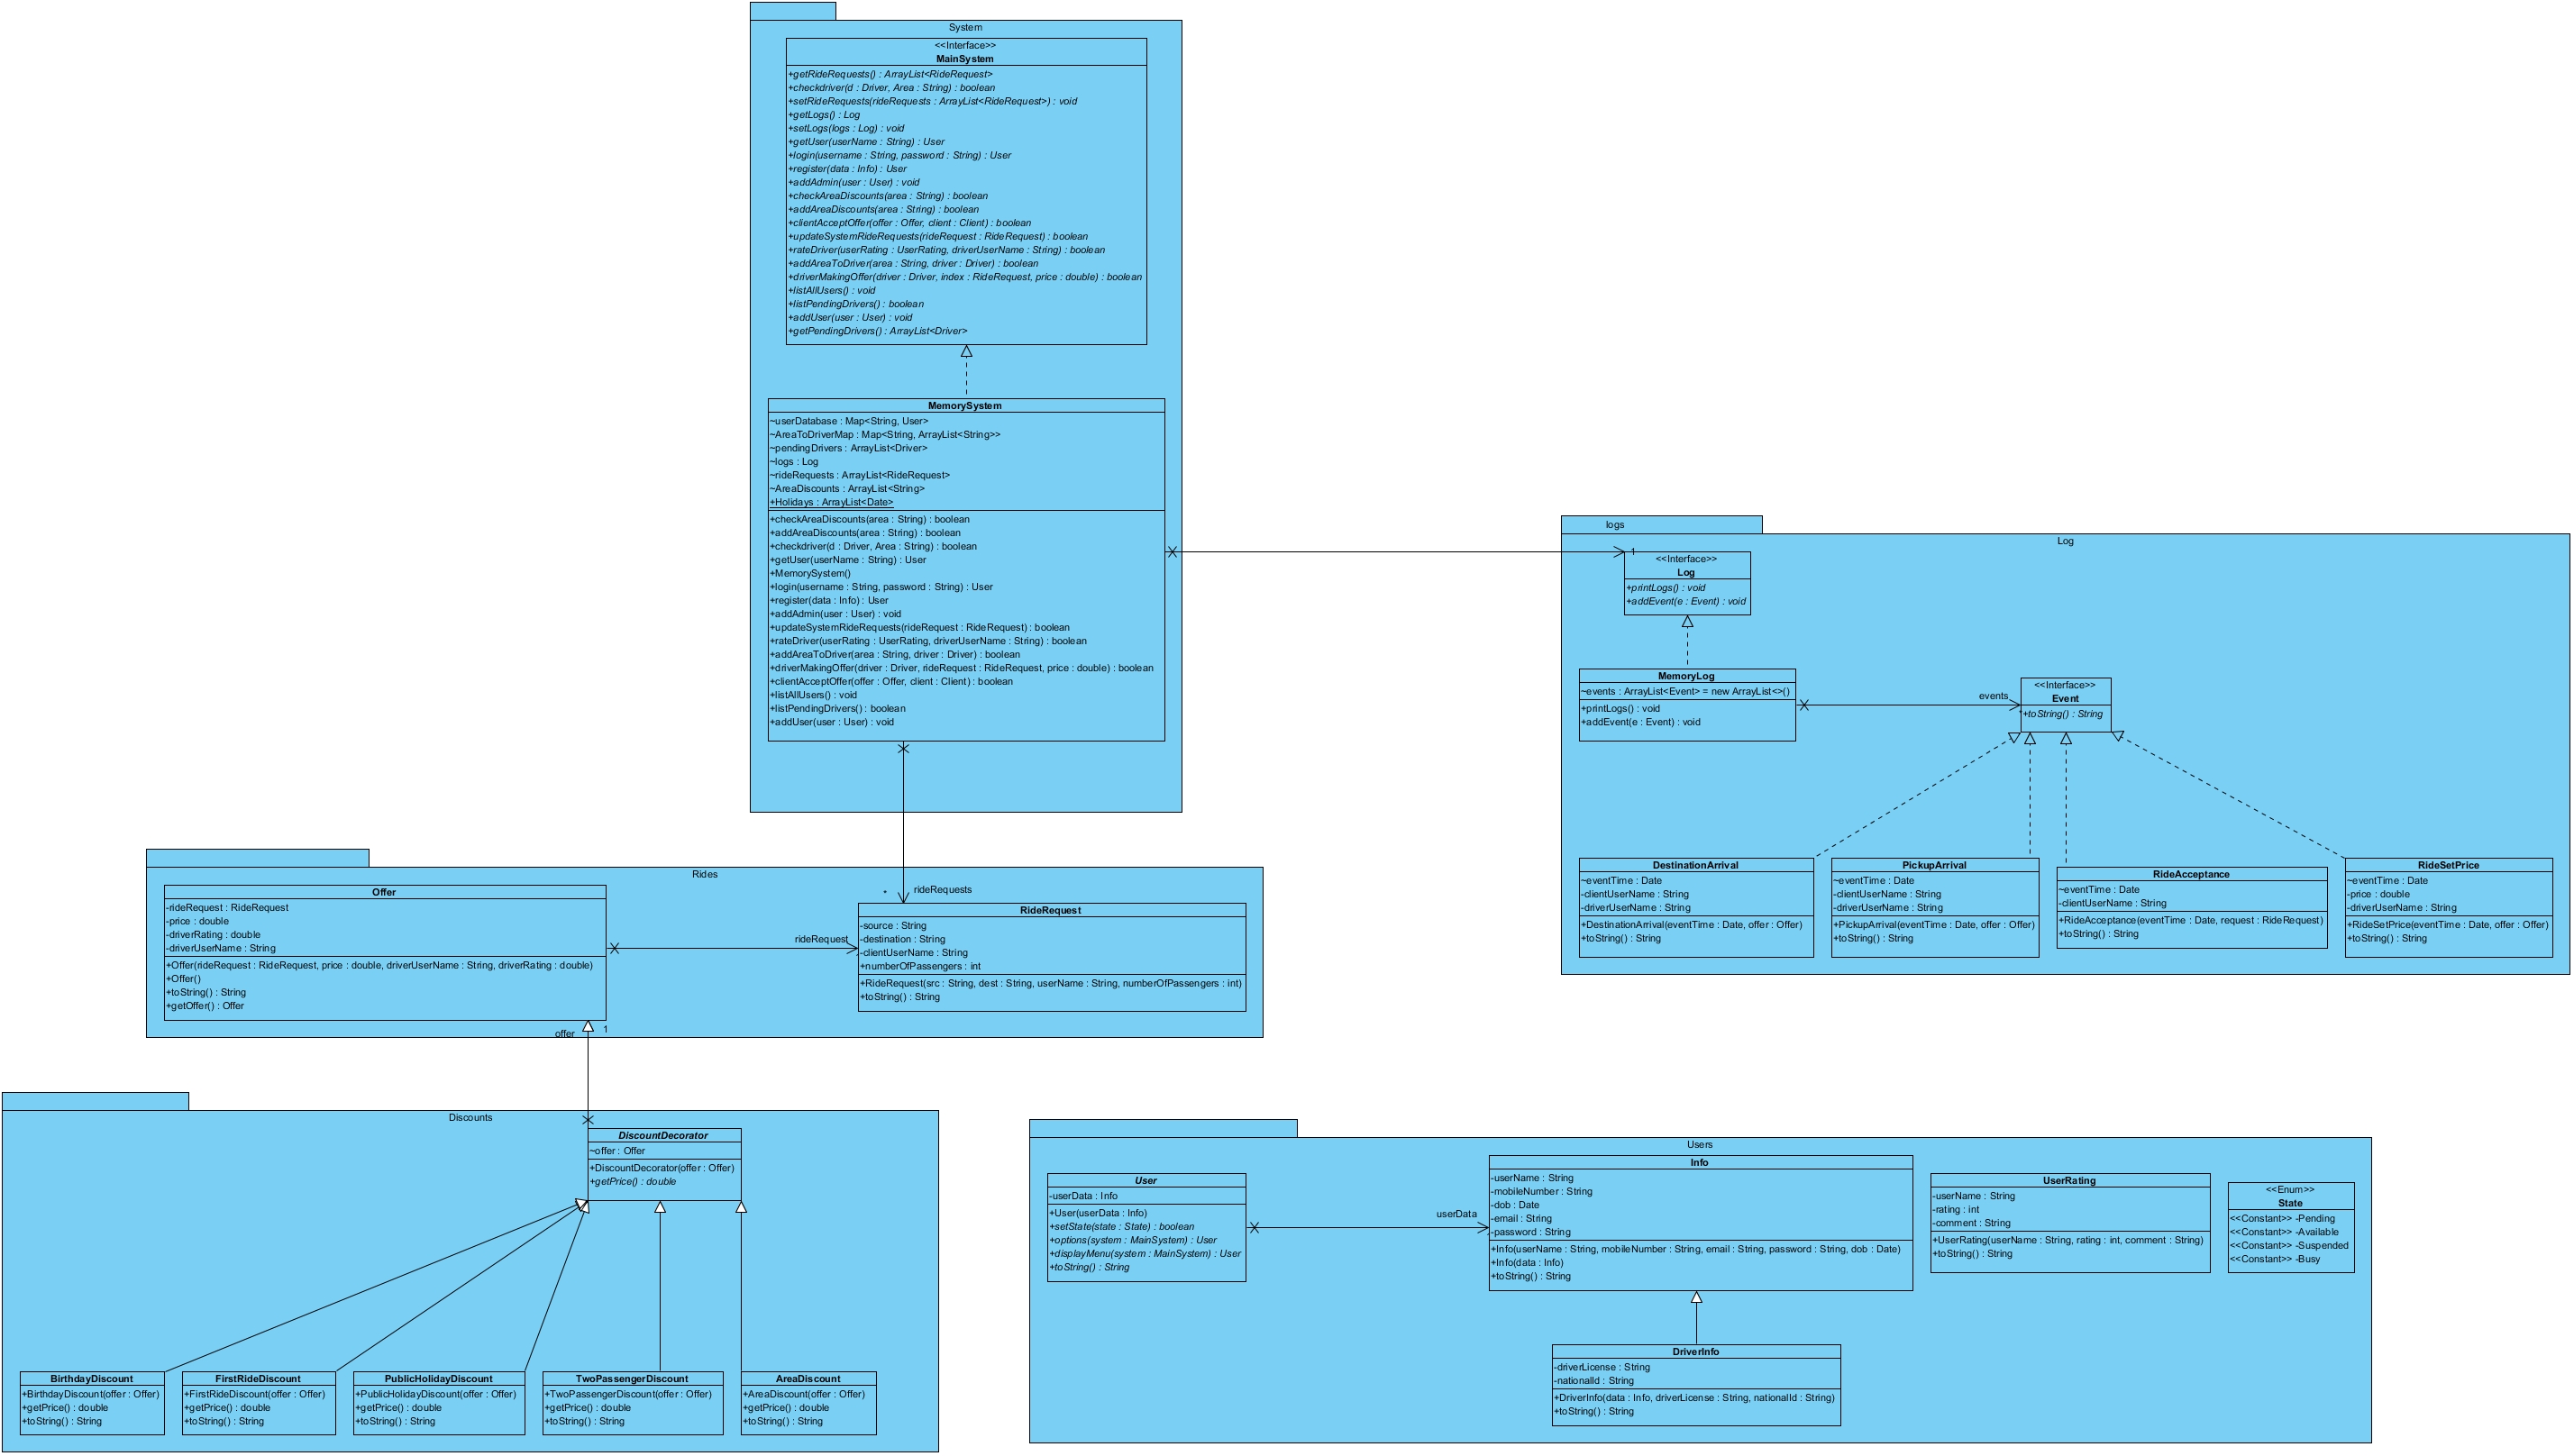 System
<<Interface>>
MainSystem
+getRideRequests() : ArrayList<RideRequest>
+checkdriver(d : Driver, Area : String) : boolean
+setRideRequests(rideRequests : ArrayList<RideRequest>) : void
+getLogs() : Log
+setLogs(logs : Log) : void
+getUser(userName : String) : User
+login(username : String, password : String) : User
+register(data : Info) : User
+addAdmin(user : User) : void
+checkAreaDiscounts(area : String) : boolean
+addAreaDiscounts(area : String) : boolean
+clientAcceptOffer(offer : Offer, client : Client) : boolean
+updateSystemRideRequests(rideRequest : RideRequest) : boolean
+rateDriver(userRating : UserRating, driverUserName : String) : boolean
+addAreaToDriver(area : String, driver : Driver) : boolean
+driverMakingOffer(driver : Driver, index : RideRequest, price : double) : boolean
+listAllUsers() : void
+listPendingDrivers() : boolean
+addUser(user : User) : void
+getPendingDrivers() : ArrayList<Driver>
MemorySystem
~userDatabase : Map<String, User>
~AreaToDriverMap : Map<String, ArrayList<String>>
~pendingDrivers : ArrayList<Driver>
~logs : Log
~rideRequests : ArrayList<RideRequest>
~AreaDiscounts : ArrayList<String>
+Holidays : ArrayList<Date>
+checkAreaDiscounts(area : String) : boolean
+addAreaDiscounts(area : String) : boolean
+checkdriver(d : Driver, Area : String) : boolean
+getUser(userName : String) : User
+MemorySystem()
+login(username : String, password : String) : User
+register(data : Info) : User
+addAdmin(user : User) : void
+updateSystemRideRequests(rideRequest : RideRequest) : boolean
+rateDriver(userRating : UserRating, driverUserName : String) : boolean
+addAreaToDriver(area : String, driver : Driver) : boolean
+driverMakingOffer(driver : Driver, rideRequest : RideRequest, price : double) : boolean
+clientAcceptOffer(offer : Offer, client : Client) : boolean
+listAllUsers() : void
+listPendingDrivers() : boolean
+addUser(user : User) : void
logs
Log
1
<<Interface>>
Log
+printLogs() : void
+addEvent(e : Event) : void
MemoryLog
~events : ArrayList<Event> = new ArrayList<>()
+printLogs() : void
+addEvent(e : Event) : void
events
*
<<Interface>>
Event
+toString() : String
DestinationArrival
~eventTime : Date
-clientUserName : String
-driverUserName : String
+DestinationArrival(eventTime : Date, offer : Offer)
+toString() : String
PickupArrival
~eventTime : Date
-clientUserName : String
-driverUserName : String
+PickupArrival(eventTime : Date, offer : Offer)
+toString() : String
RideAcceptance
~eventTime : Date
-clientUserName : String
+RideAcceptance(eventTime : Date, request : RideRequest)
+toString() : String
RideSetPrice
~eventTime : Date
-price : double
-driverUserName : String
+RideSetPrice(eventTime : Date, offer : Offer)
+toString() : String
Rides
Offer
-rideRequest : RideRequest
-price : double
-driverRating : double
-driverUserName : String
+Offer(rideRequest : RideRequest, price : double, driverUserName : String, driverRating : double)
+Offer()
+toString() : String
+getOffer() : Offer
rideRequest
* rideRequests
RideRequest
-source : String
-destination : String
-clientUserName : String
+numberOfPassengers : int
+RideRequest(src : String, dest : String, userName : String, numberOfPassengers : int)
+toString() : String
offer 1
Discounts
DiscountDecorator
~offer : Offer
+DiscountDecorator(offer : Offer)
+getPrice() : double
BirthdayDiscount
+BirthdayDiscount(offer : Offer)
+getPrice() : double
+toString() : String
FirstRideDiscount
+FirstRideDiscount(offer : Offer)
+getPrice() : double
+toString() : String
PublicHolidayDiscount
+PublicHolidayDiscount(offer : Offer)
+getPrice() : double
+toString() : String
TwoPassengerDiscount
+TwoPassengerDiscount(offer : Offer)
+getPrice() : double
+toString() : String
AreaDiscount
+AreaDiscount(offer : Offer)
+getPrice() : double
+toString() : String
Users
User
-userData : Info
+User(userData : Info)
+setState(state : State) : boolean
+options(system : MainSystem) : User
+displayMenu(system : MainSystem) : User
+toString() : String
userData
Info
-userName : String
-mobileNumber : String
-dob : Date
-email : String
-password : String
+Info(userName : String, mobileNumber : String, email : String, password : String, dob : Date)
+Info(data : Info)
+toString() : String
DriverInfo
-driverLicense : String
-nationalId : String
+DriverInfo(data : Info, driverLicense : String, nationalId : String)
+toString() : String
UserRating
-userName : String
-rating : int
-comment : String
+UserRating(userName : String, rating : int, comment : String)
+toString() : String
<<Enum>>
State
<<Constant>> -Pending
<<Constant>> -Available
<<Constant>> -Suspended
<<Constant>> -Busy